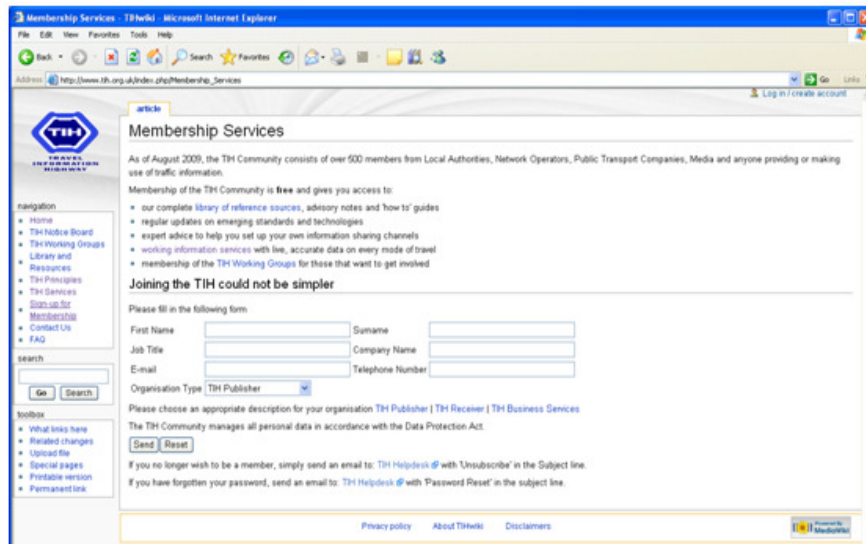 Membership Services - TIHwiki - Microsoft Internet Explorer
File Edit View Favorites Tools Help
Back Search Favorites
Address http://www.tih.org.uk/index.php/Membership_Services Go Links
Log in / create account
article
TIH
TRAVEL
INFORMATION
HIGHWAY
Membership Services
As of August 2009, the TIH Community consists of over 500 members from Local Authorities, Network Operators, Public Transport Companies, Media and anyone providing or making
use of traffic information.
Membership of the TIH Community is free and gives you access to:
our complete library of reference sources, advisory notes and 'how to' guides
regular updates on emerging standards and technologies
expert advice to help you set up your own information sharing channels
working information services with live, accurate data on every mode of travel
membership of the TIH Working Groups for those that want to get involved
navigation
Home
TIH Notice Board
TIH Working Groups
Library and
Resources
TIH Principles
TIH Services
Sign-up for
Membership
Contact Us
FAQ
search
Go Search
toolbox
What links here
Related changes
Upload file
Special pages
Printable version
Permanent link
Joining the TIH could not be simpler
Please fill in the following form
First Name Surname
Job Title Company Name
E-mail Telephone Number
Organisation Type TIH Publisher
Please choose an appropriate description for your organisation TIH Publisher | TIH Receiver | TIH Business Services
The TIH Community manages all personal data in accordance with the Data Protection Act.
Send Reset
If you no longer wish to be a member, simply send an email to: TIH Helpdesk with 'Unsubscribe' in the Subject line.
If you have forgotten your password, send an email to: TIH Helpdesk with 'Password Reset' in the subject line.
Privacy policy About TIHwiki Disclaimers
Powered By
MediaWiki